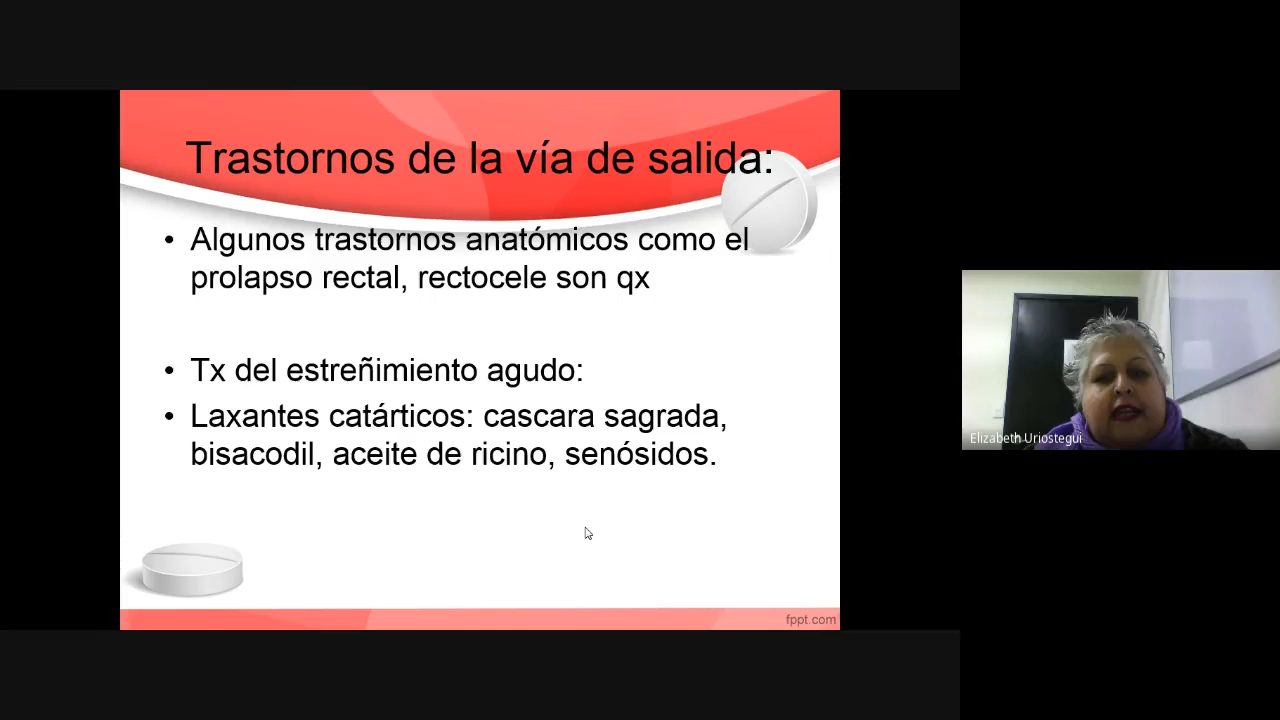 Trastornos de la vía de salida:
• Algunos trastornos anatómicos como el
prolapso rectal, rectocele son qx
• Tx del estreñimiento agudo:
• Laxantes catárticos: cascara sagrada,
bisacodil, aceite de ricino, senósidos.
fppt.com
Elizabeth Uriostegui